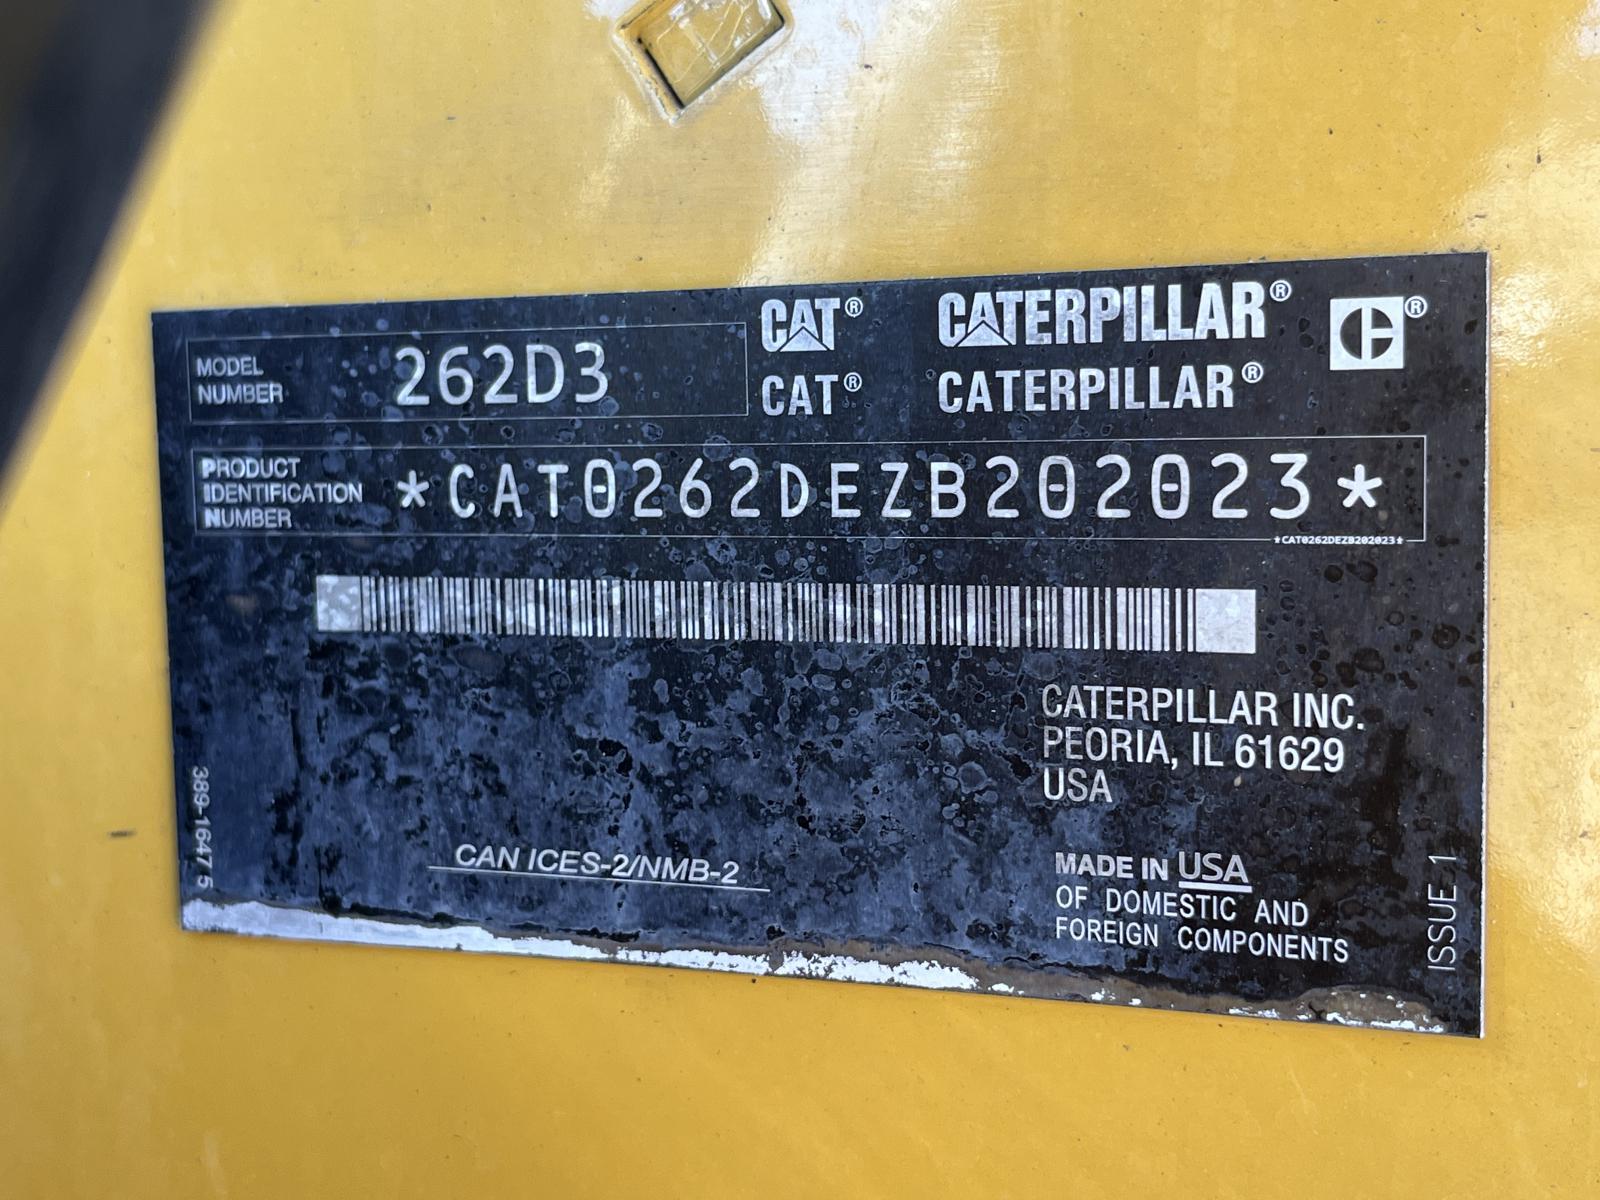 MODEL NUMBER 262D3
CAT® CATERPILLAR® C®
CAT® CATERPILLAR®
PRODUCT IDENTIFICATION NUMBER *CAT0262DEZB202023*
*CAT0262DEZB202023*
CATERPILLAR INC.
PEORIA, IL 61629
USA
389-1647 5
CAN ICES-2/NMB-2
MADE IN USA
OF DOMESTIC AND
FOREIGN COMPONENTS
ISSUE 1